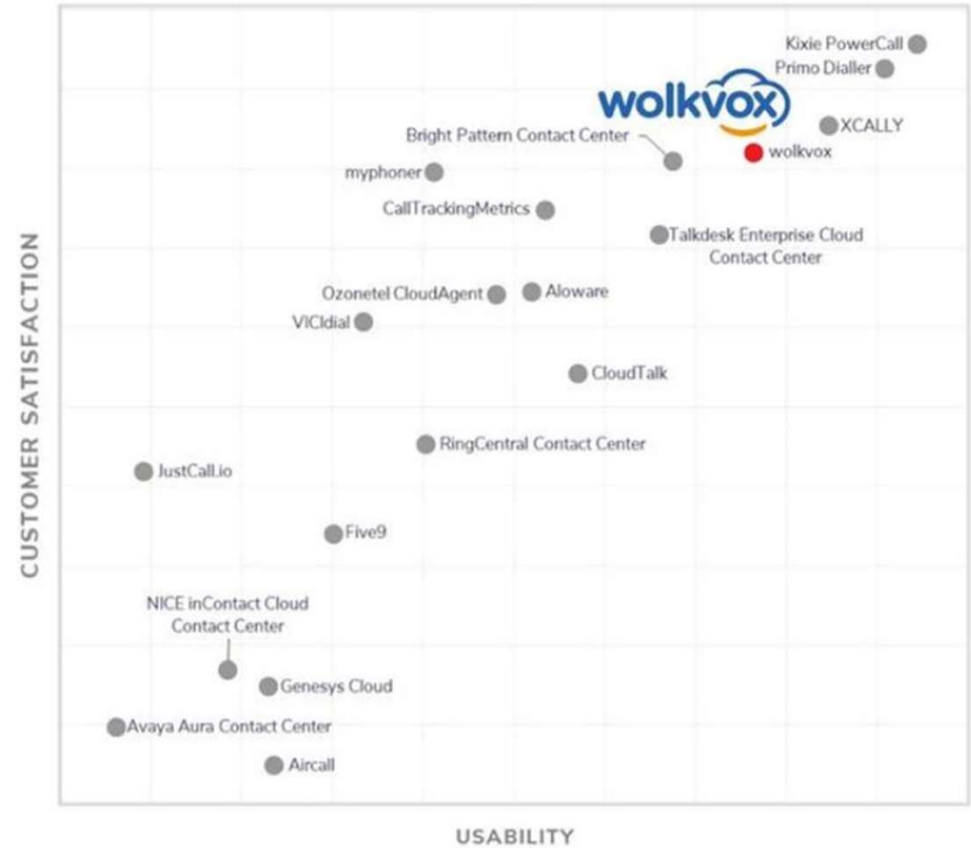 Kixie PowerCall
Primo Dialler
wolkvox
XCALLY
Bright Pattern Contact Center
wolkvox
myphoner
CallTrackingMetrics
Talkdesk Enterprise Cloud
Contact Center
Ozonetel CloudAgent
Aloware
VICIdial
CloudTalk
RingCentral Contact Center
JustCall.io
Five9
NICE inContact Cloud
Contact Center
Genesys Cloud
Avaya Aura Contact Center
Aircall
CUSTOMER SATISFACTION
USABILITY